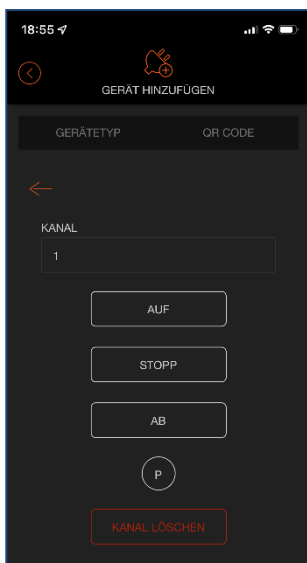 18:55
GERÄT HINZUFÜGEN
GERÄTETYP QR CODE
KANAL
1
AUF
STOPP
AB
P
KANAL LÖSCHEN